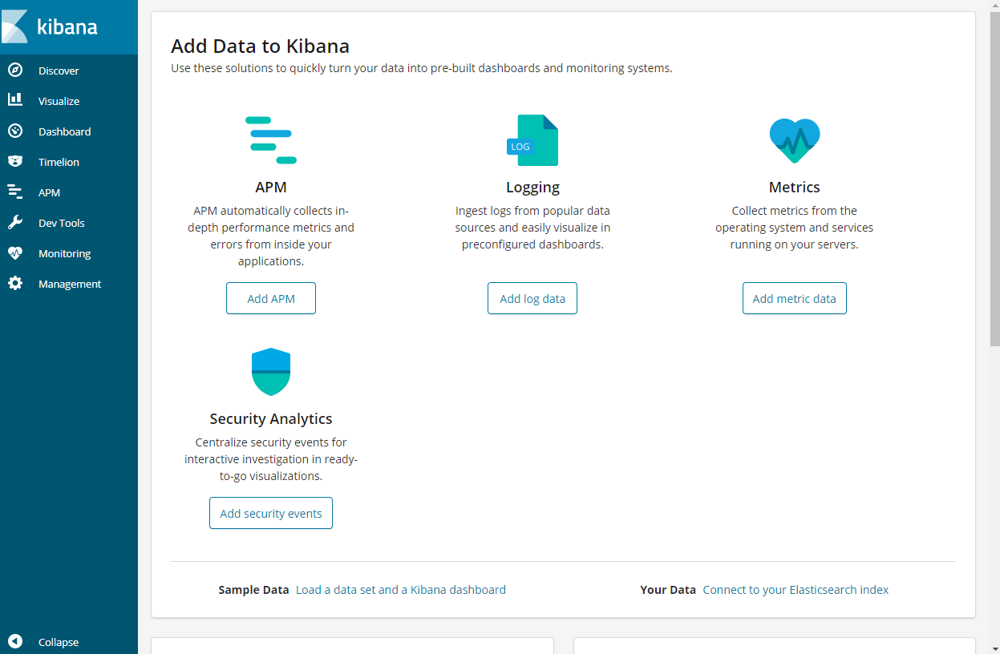 kibana
Discover
Visualize
Dashboard
Timelion
APM
Dev Tools
Monitoring
Management
Collapse
Add Data to Kibana
Use these solutions to quickly turn your data into pre-built dashboards and monitoring systems.
APM
APM automatically collects in-
depth performance metrics and
errors from inside your
applications.
Add APM
LOG
Logging
Ingest logs from popular data
sources and easily visualize in
preconfigured dashboards.
Add log data
Metrics
Collect metrics from the
operating system and services
running on your servers.
Add metric data
Security Analytics
Centralize security events for
interactive investigation in ready-
to-go visualizations.
Add security events
Sample Data Load a data set and a Kibana dashboard
Your Data Connect to your Elasticsearch index